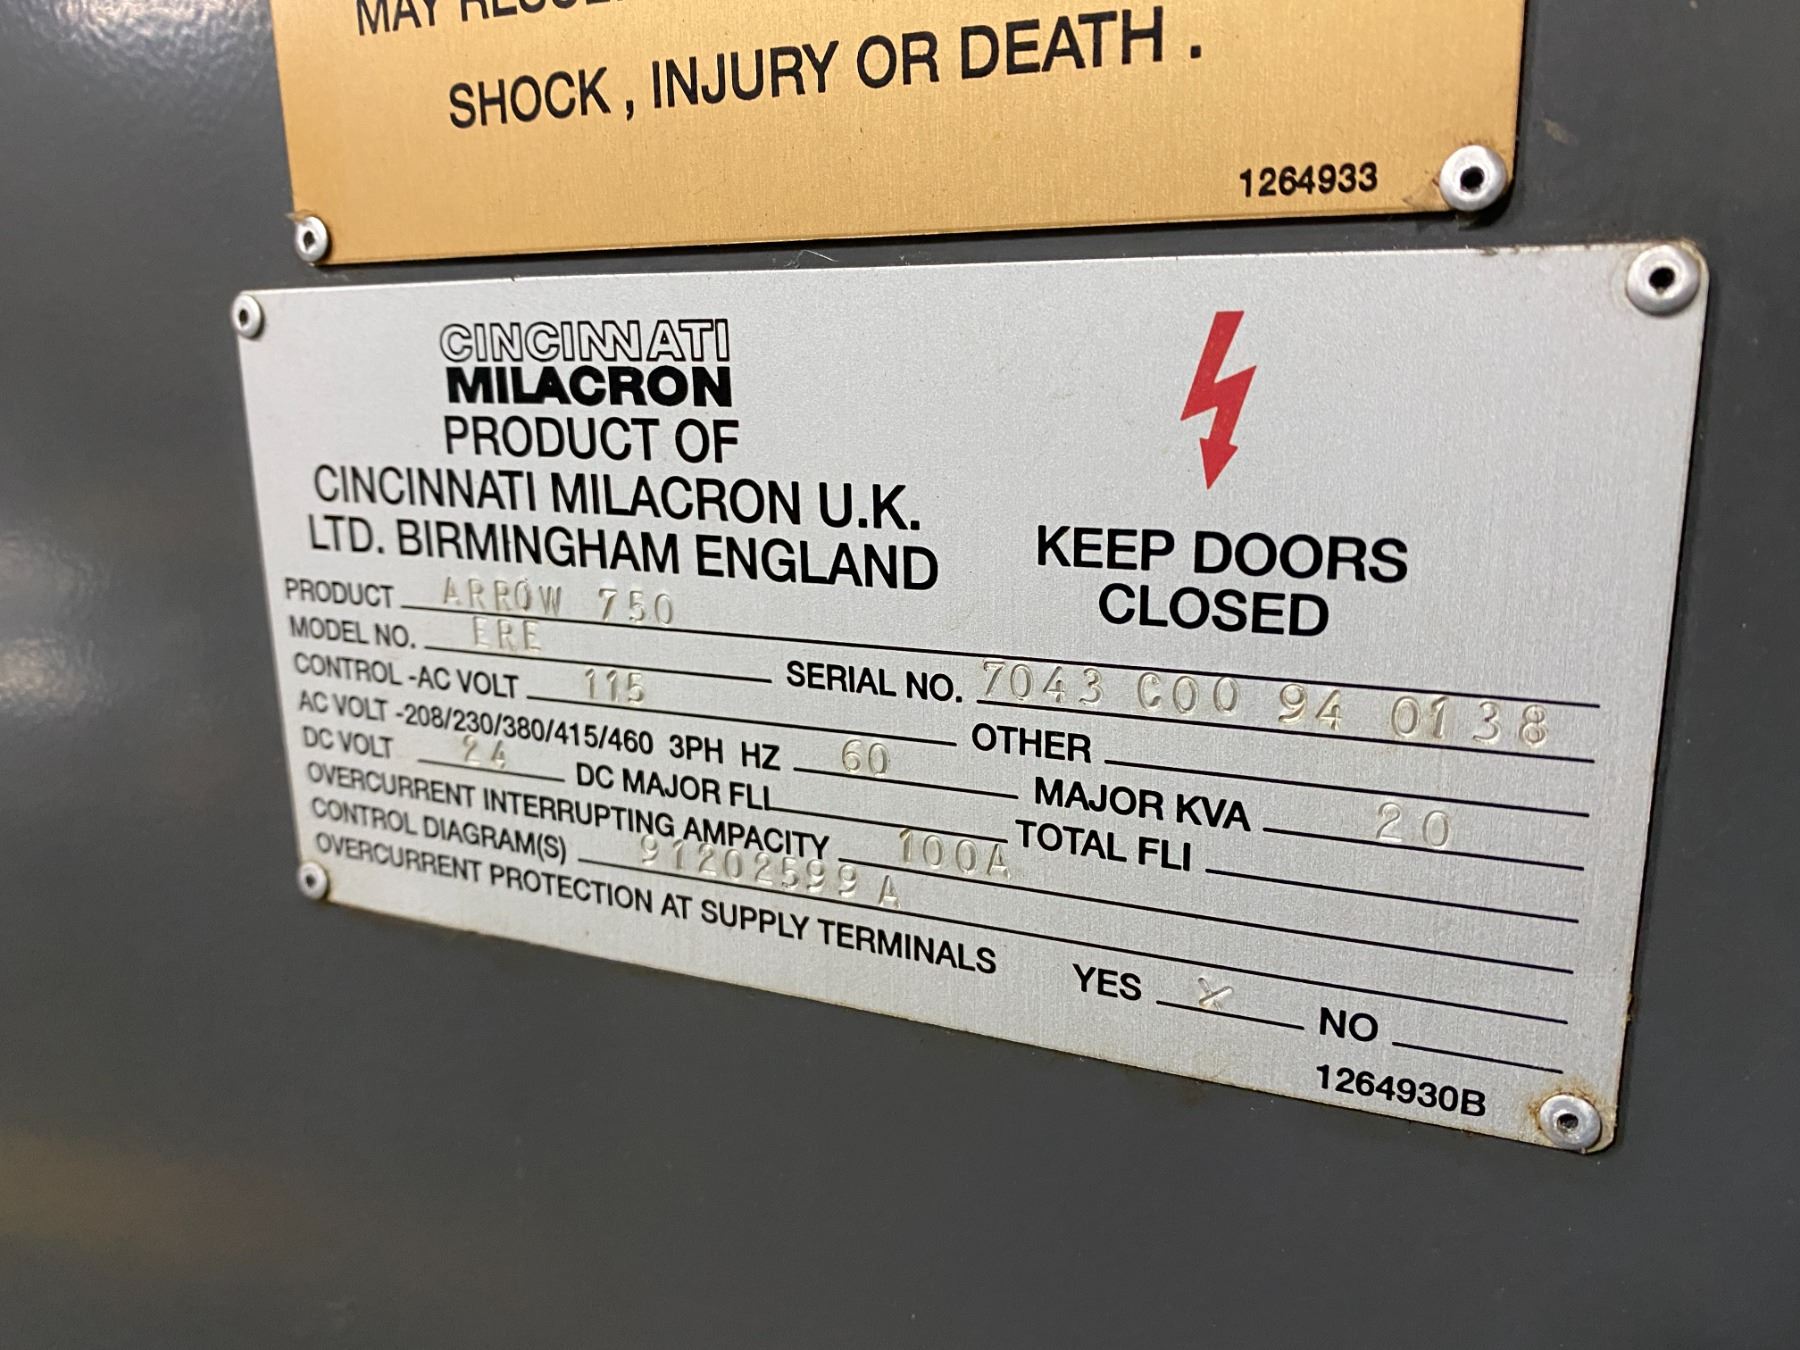 MAY
SHOCK , INJURY OR DEATH .
1264933
CINCINNATI
MILACRON
PRODUCT OF
CINCINNATI MILACRON U.K.
LTD. BIRMINGHAM ENGLAND
KEEP DOORS
CLOSED
PRODUCT ARROW 750
MODEL NO. ERE SERIAL NO. 7043 C00 94 0138
CONTROL -AC VOLT 115 OTHER
AC VOLT -208/230/380/415/460 3PH HZ 60 MAJOR KVA 20
DC VOLT 24 DC MAJOR FLI TOTAL FLI
OVERCURRENT INTERRUPTING AMPACITY 100A
CONTROL DIAGRAM(S) 91202599 A
OVERCURRENT PROTECTION AT SUPPLY TERMINALS YES X NO
1264930B